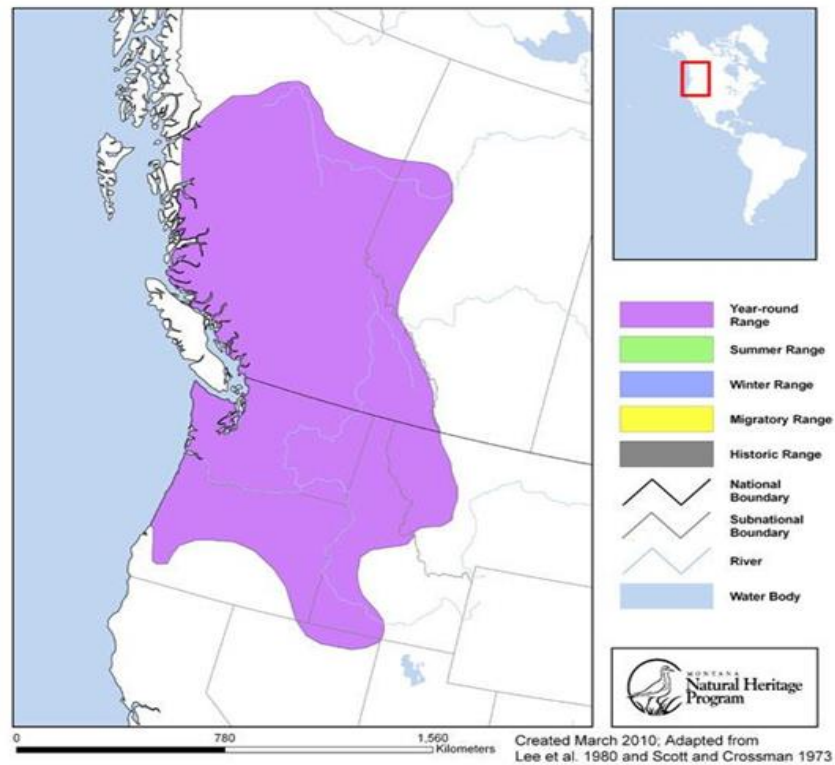 Year-round
Range
Summer Range
Winter Range
Migratory Range
Historic Range
National
Boundary
Subnational
Boundary
River
Water Body
MONTANA
Natural Heritage
Program
0
780
1,560
Kilometers
Created March 2010; Adapted from
Lee et al. 1980 and Scott and Crossman 1973